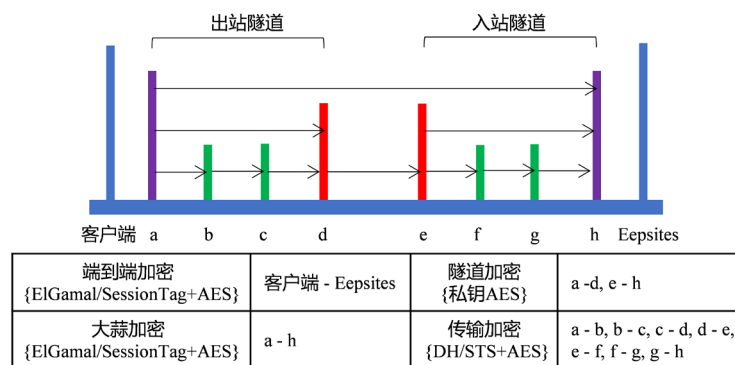 出站隧道 入站隧道
客户端 a b c d e f g h Eepsites
端到端加密
{ElGamal/SessionTag+AES}
客户端 - Eepsites
隧道加密
{私钥AES}
a -d, e - h
大蒜加密
{ElGamal/SessionTag+AES}
a - h
传输加密
{DH/STS+AES}
a - b, b - c, c - d, d - e,
e - f, f - g, g - h